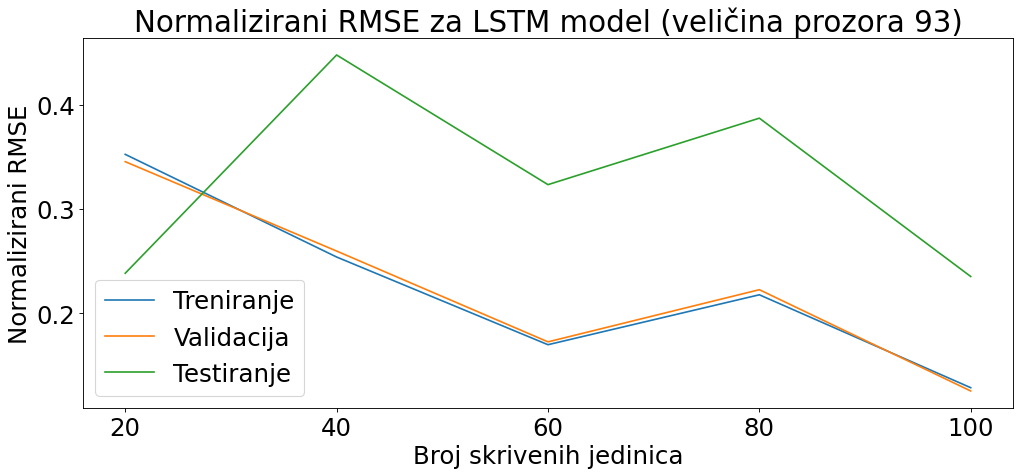 Normalizirani RMSE za LSTM model (veličina prozora 93)
Normalizirani RMSE
0.4
0.3
0.2
Treniranje
Validacija
Testiranje
20 40 60 80 100
Broj skrivenih jedinica